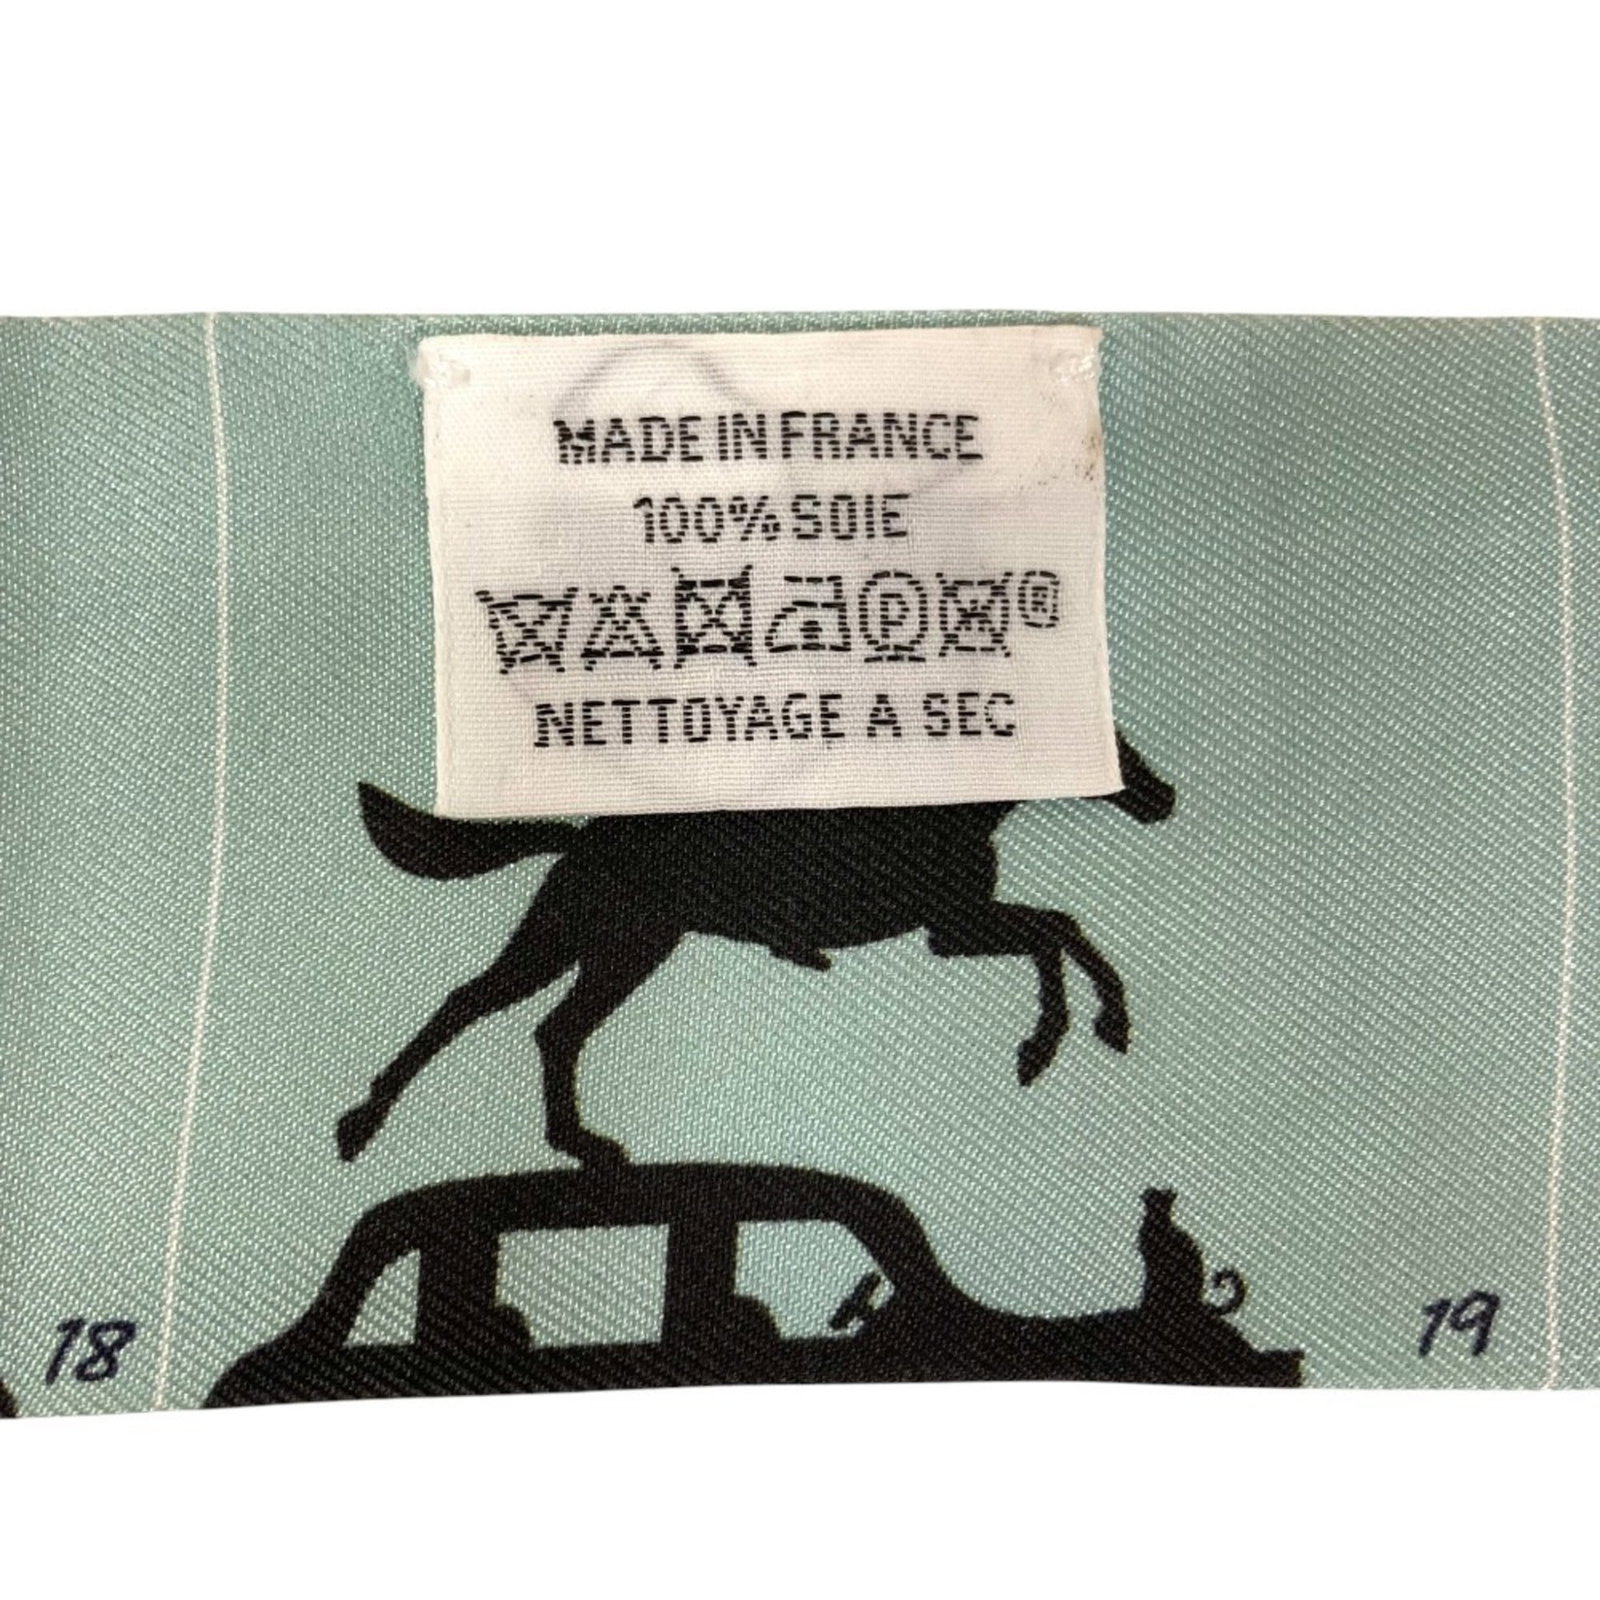 MADE IN FRANCE
100% SOIE
P ®
NETTOYAGE A SEC
18 19